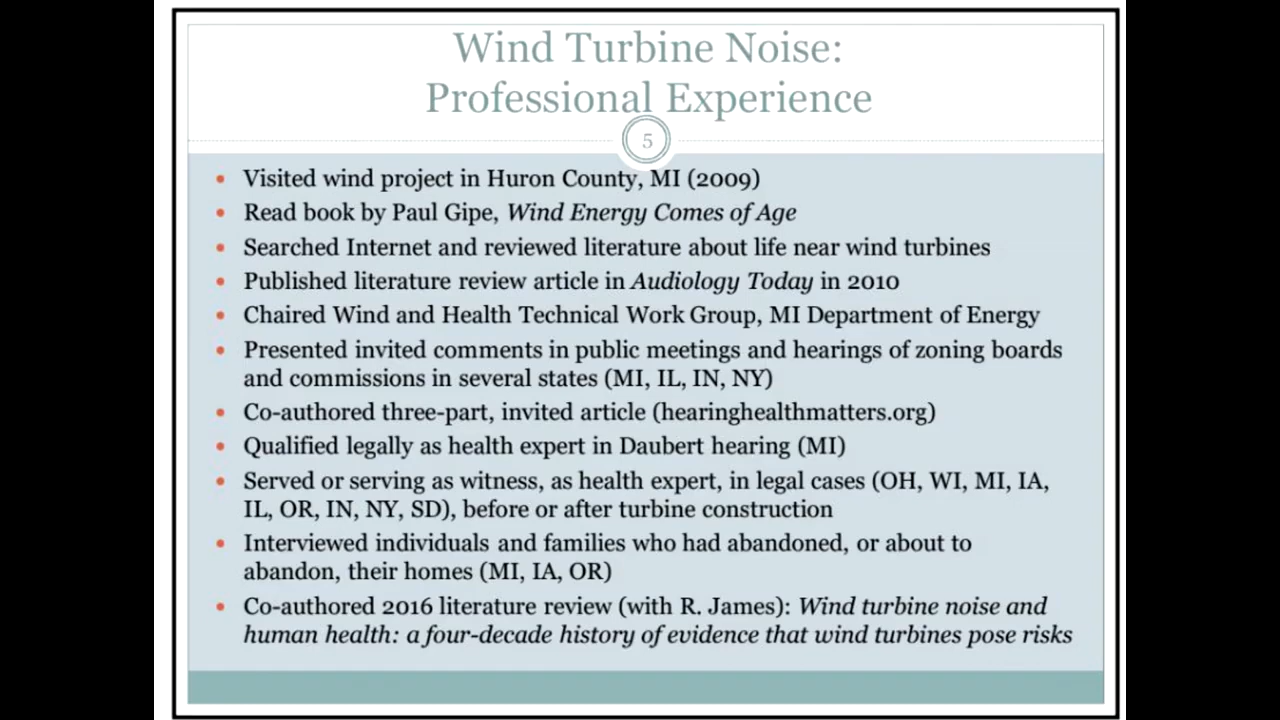 Wind Turbine Noise:
Professional Experience
5
• Visited wind project in Huron County, MI (2009)
• Read book by Paul Gipe, Wind Energy Comes of Age
• Searched Internet and reviewed literature about life near wind turbines
• Published literature review article in Audiology Today in 2010
• Chaired Wind and Health Technical Work Group, MI Department of Energy
• Presented invited comments in public meetings and hearings of zoning boards
and commissions in several states (MI, IL, IN, NY)
• Co-authored three-part, invited article (hearinghealthmatters.org)
• Qualified legally as health expert in Daubert hearing (MI)
• Served or serving as witness, as health expert, in legal cases (OH, WI, MI, IA,
IL, OR, IN, NY, SD), before or after turbine construction
• Interviewed individuals and families who had abandoned, or about to
abandon, their homes (MI, IA, OR)
• Co-authored 2016 literature review (with R. James): Wind turbine noise and
human health: a four-decade history of evidence that wind turbines pose risks